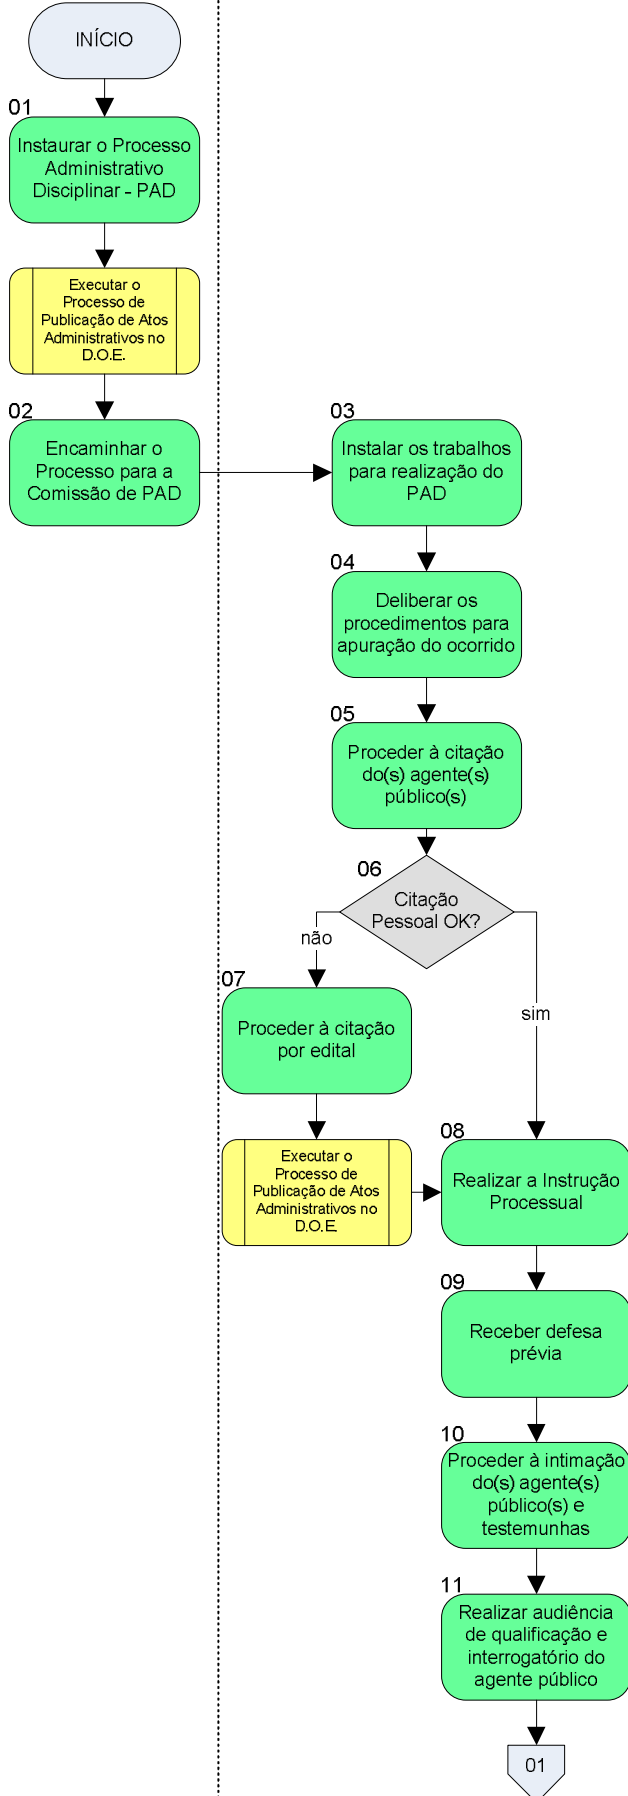 INÍCIO
01
Instaurar o Processo
Administrativo
Disciplinar - PAD
Executar o
Processo de
Publicação de Atos
Administrativos no
D.O.E.
02
Encaminhar o
Processo para a
Comissão de PAD
03
Instalar os trabalhos
para realização do
PAD
04
Deliberar os
procedimentos para
apuração do ocorrido
05
Proceder à citação
do(s) agente(s)
público(s)
06
Citação
Pessoal OK?
não
sim
07
Proceder à citação
por edital
Executar o
Processo de
Publicação de Atos
Administrativos no
D.O.E.
08
Realizar a Instrução
Processual
09
Receber defesa
prévia
10
Proceder à intimação
do(s) agente(s)
público(s) e
testemunhas
11
Realizar audiência
de qualificação e
interrogatório do
agente público
01